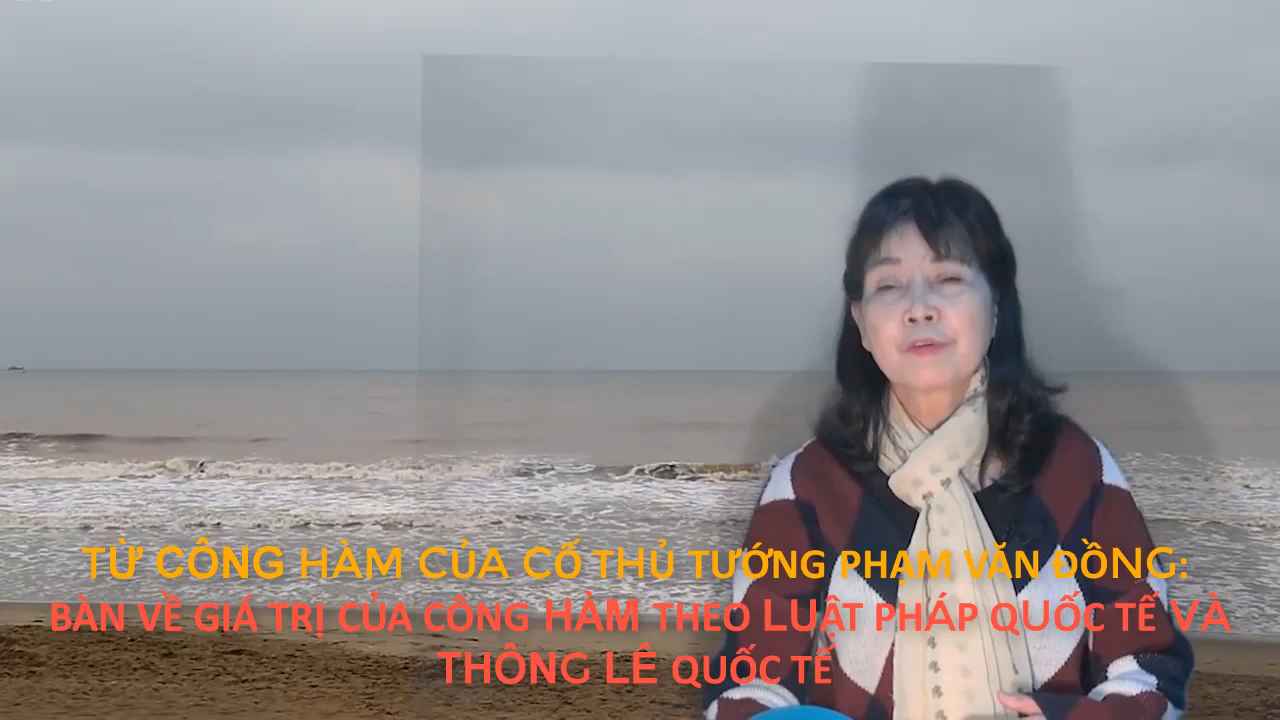 TỪ CÔNG HÀM CỦA CỐ THỦ TƯỚNG PHẠM VĂN ĐỒNG:
BÀN VỀ GIÁ TRỊ CỦA CÔNG HÀM THEO LUẬT PHÁP QUỐC TẾ VÀ
THÔNG LÊ QUỐC TẾ